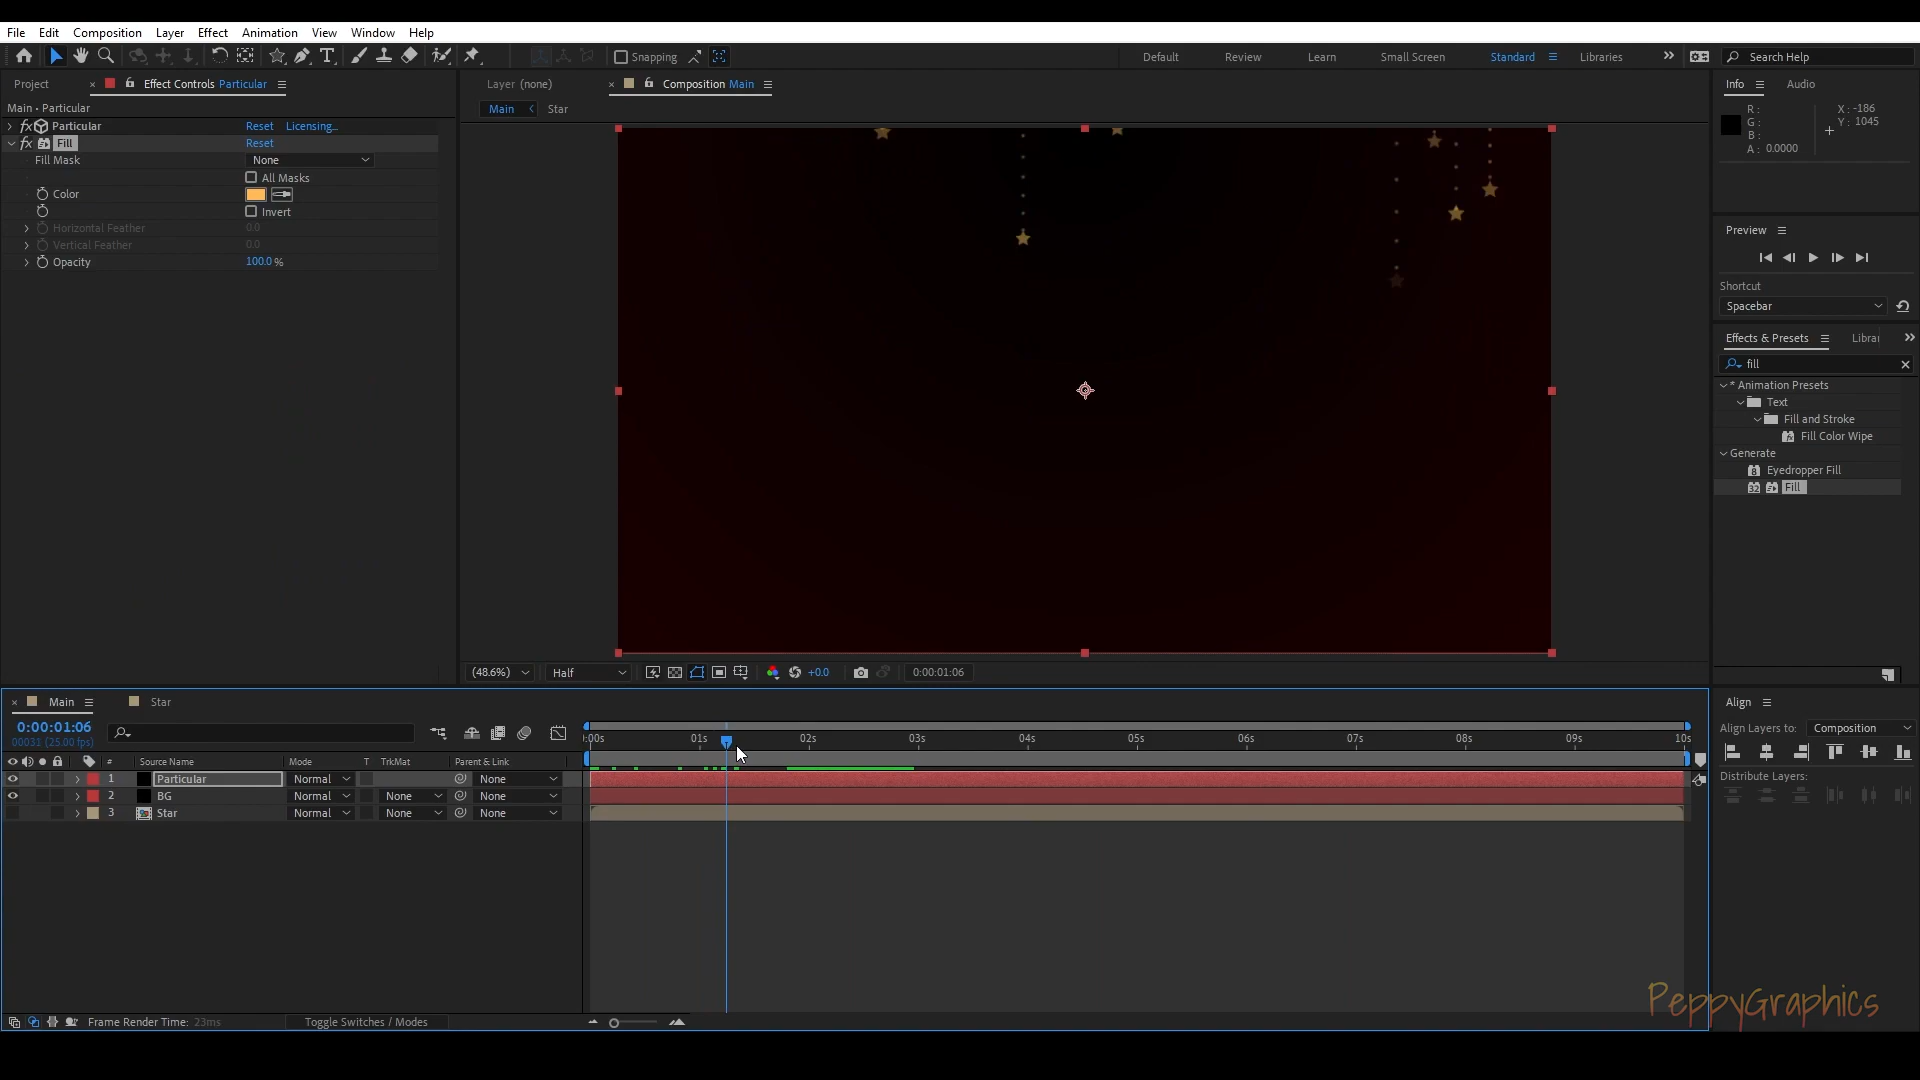 File Edit Composition Layer Effect Animation View Window Help
Snapping Default Review Learn Small Screen Standard Libraries Search Help
Project Effect Controls Particular Layer (none) Composition Main Info Audio
Main • Particular
Main Star
R: X: -186
G: Y: 1045
B:
A: 0.0000
Particular Reset Licensing...
Fill Reset
Fill Mask None
All Masks
Color
Invert
Horizontal Feather 0.0
Vertical Feather 0.0
Opacity 100.0 %
Preview
Shortcut
Spacebar
Effects & Presets
fill
* Animation Presets
Text
Fill and Stroke
Fill Color Wipe
Generate
Eyedropper Fill
Fill
(48.6%) Half +0.0 0:00:01:06
Main Star
0:00:01:06
00031 (25.00 fps)
:00s 01s 02s 03s 04s 05s 06s 07s 08s 09s 10s
# Source Name Mode T TrkMat Parent & Link
1 Particular Normal None
2 BG Normal None None
3 Star Normal None None
Align
Align Layers to: Composition
Distribute Layers:
PeppyGraphics
Frame Render Time: 23ms Toggle Switches / Modes